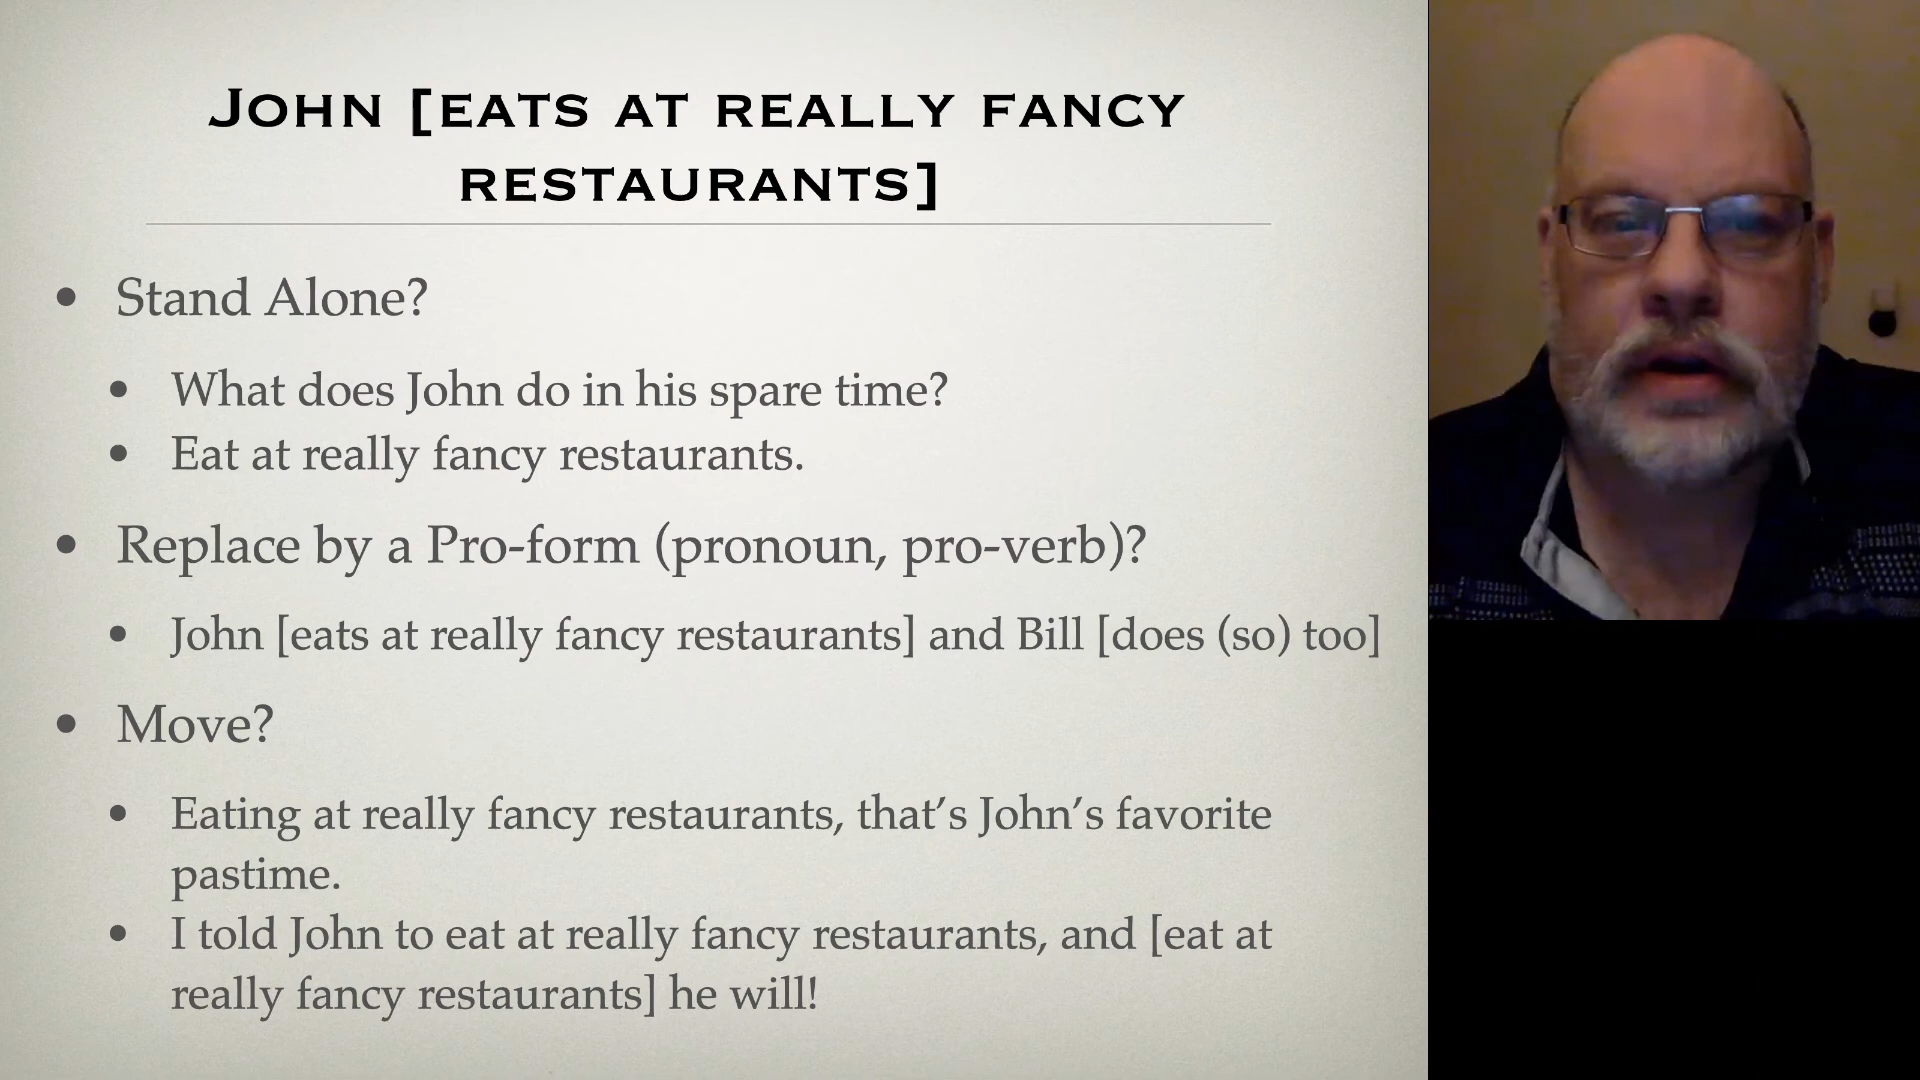 John [eats at really fancy
restaurants]
• Stand Alone?
• What does John do in his spare time?
• Eat at really fancy restaurants.
• Replace by a Pro-form (pronoun, pro-verb)?
• John [eats at really fancy restaurants] and Bill [does (so) too]
• Move?
• Eating at really fancy restaurants, that’s John’s favorite
pastime.
• I told John to eat at really fancy restaurants, and [eat at
really fancy restaurants] he will!